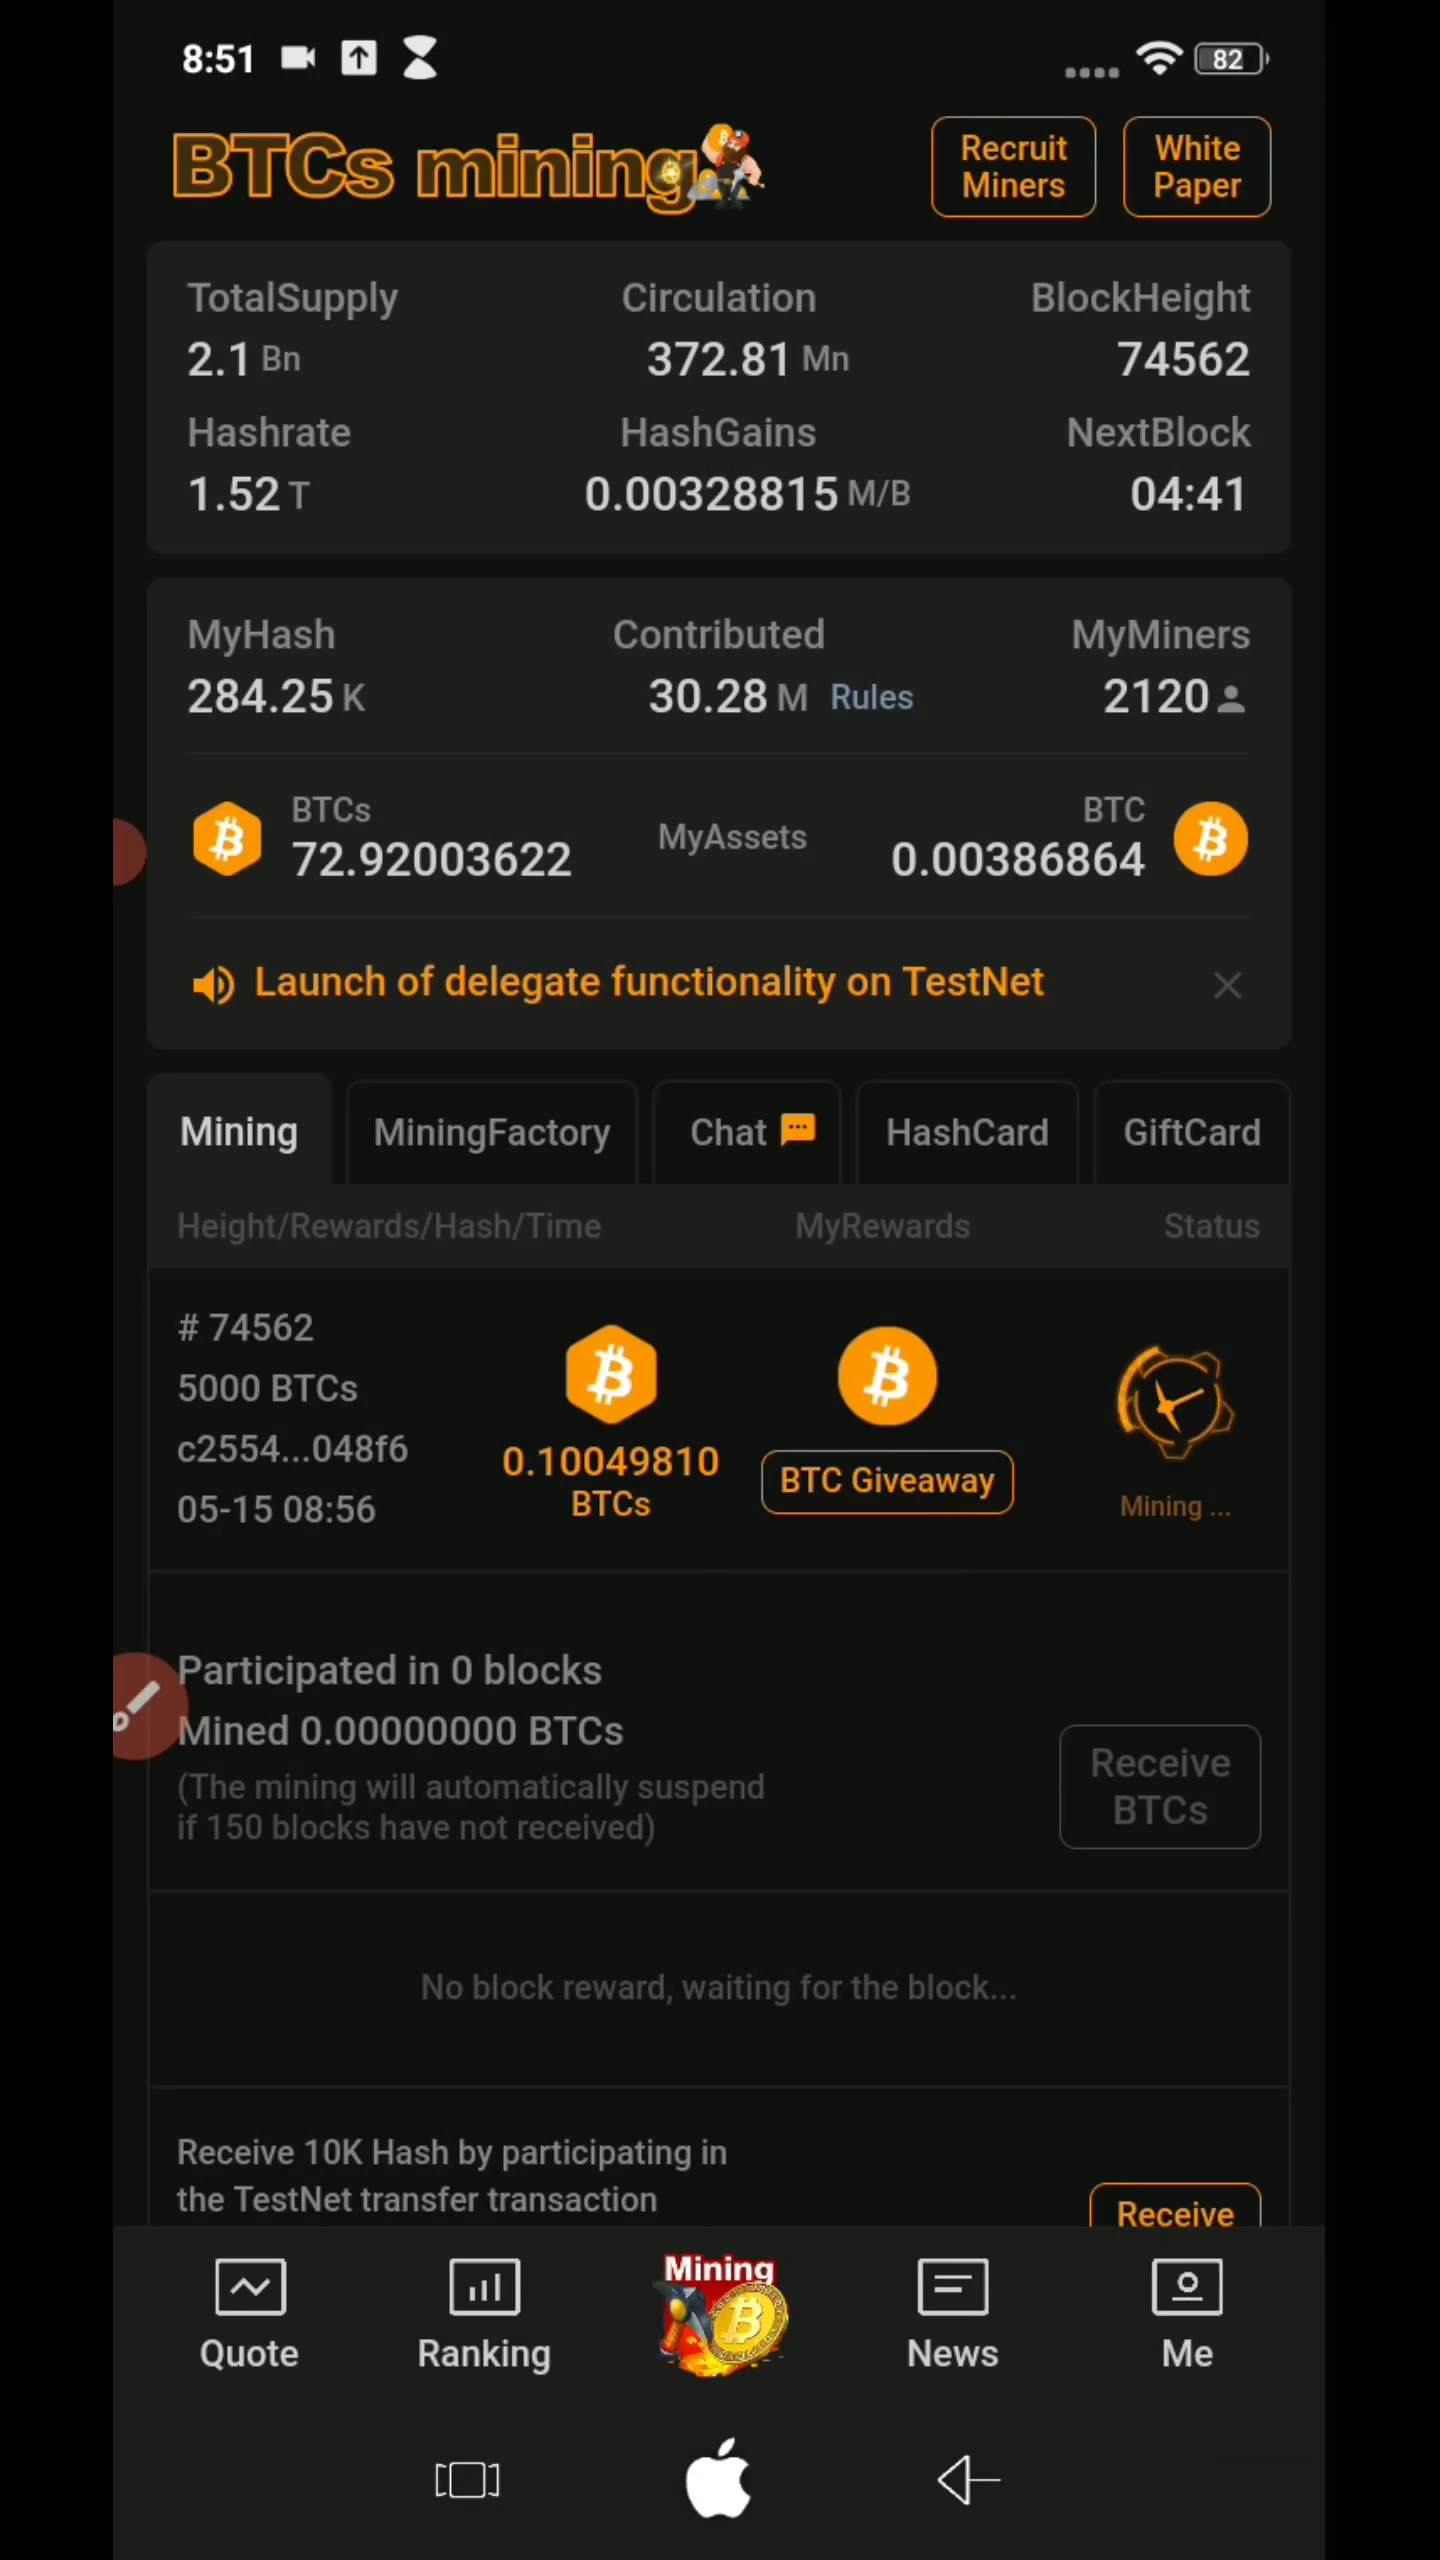 8:51
82
BTCs mining
Recruit
Miners
White
Paper
TotalSupply
Circulation
BlockHeight
2.1 Bn
372.81 Mn
74562
Hashrate
HashGains
NextBlock
1.52 T
0.00328815 M/B
04:41
MyHash
Contributed
MyMiners
284.25 K
30.28 M Rules
2120
BTCs
72.92003622
MyAssets
BTC
0.00386864
Launch of delegate functionality on TestNet
Mining
MiningFactory
Chat
HashCard
GiftCard
Height/Rewards/Hash/Time
MyRewards
Status
# 74562
5000 BTCs
c2554...048f6
05-15 08:56
0.10049810
BTCs
BTC Giveaway
Mining ...
Participated in 0 blocks
Mined 0.00000000 BTCs
(The mining will automatically suspend
if 150 blocks have not received)
Receive
BTCs
No block reward, waiting for the block...
Receive 10K Hash by participating in
the TestNet transfer transaction
Receive
Quote
Ranking
Mining
News
Me